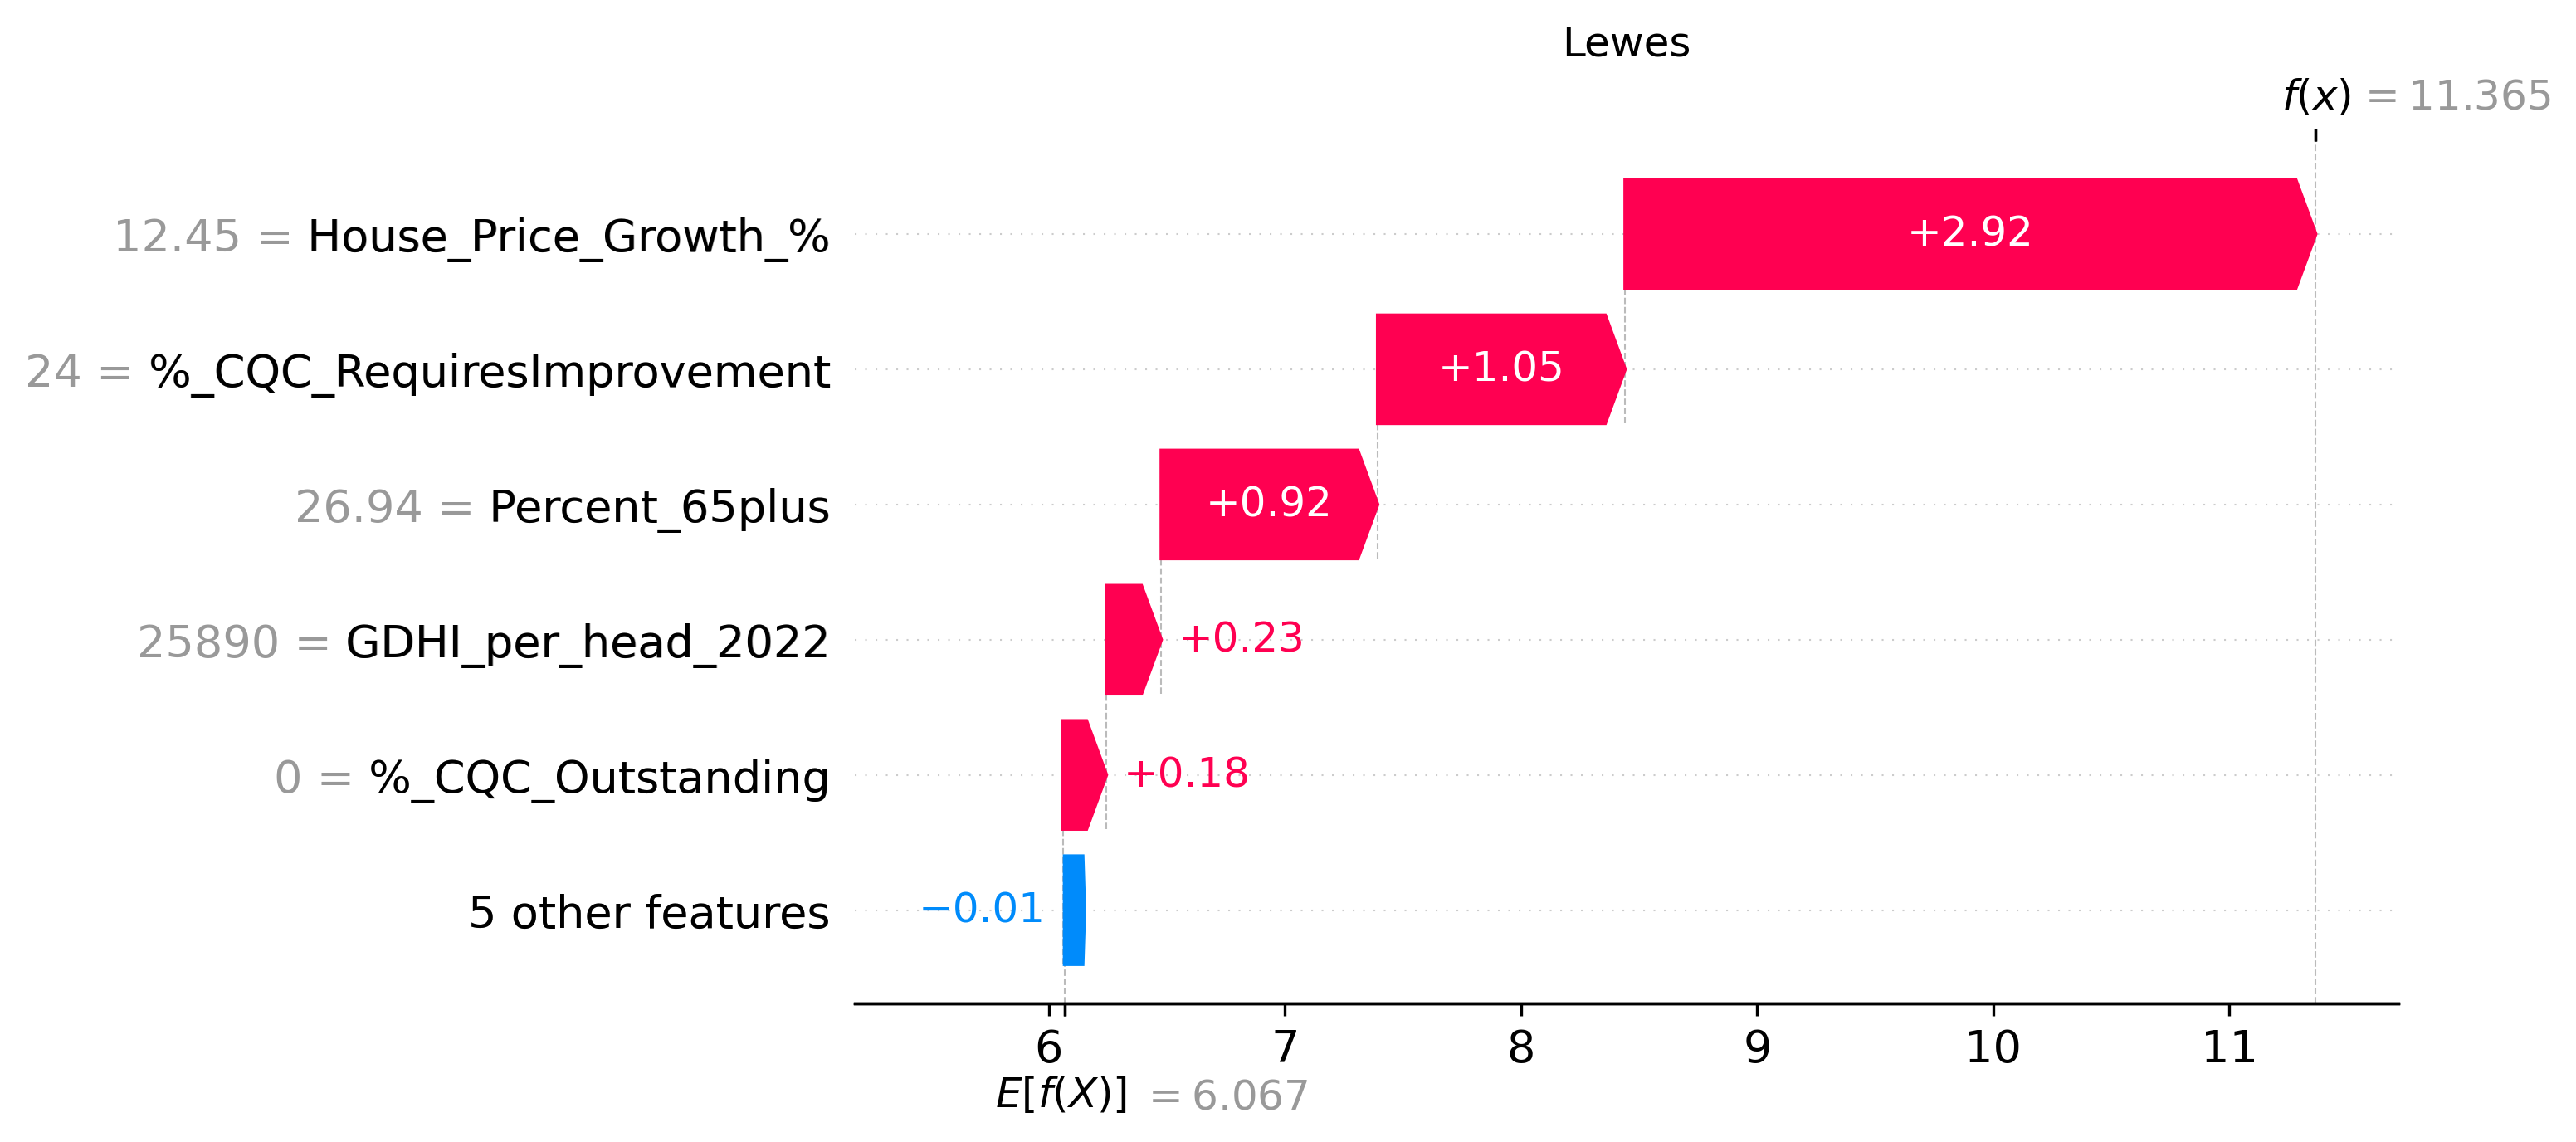 Lewes
f(x) = 11.365
12.45 = House_Price_Growth_%
+2.92
24 = %_CQC_RequiresImprovement
+1.05
26.94 = Percent_65plus
+0.92
25890 = GDHI_per_head_2022
+0.23
0 = %_CQC_Outstanding
+0.18
5 other features
−0.01
6 7 8 9 10 11
E[f(X)] = 6.067